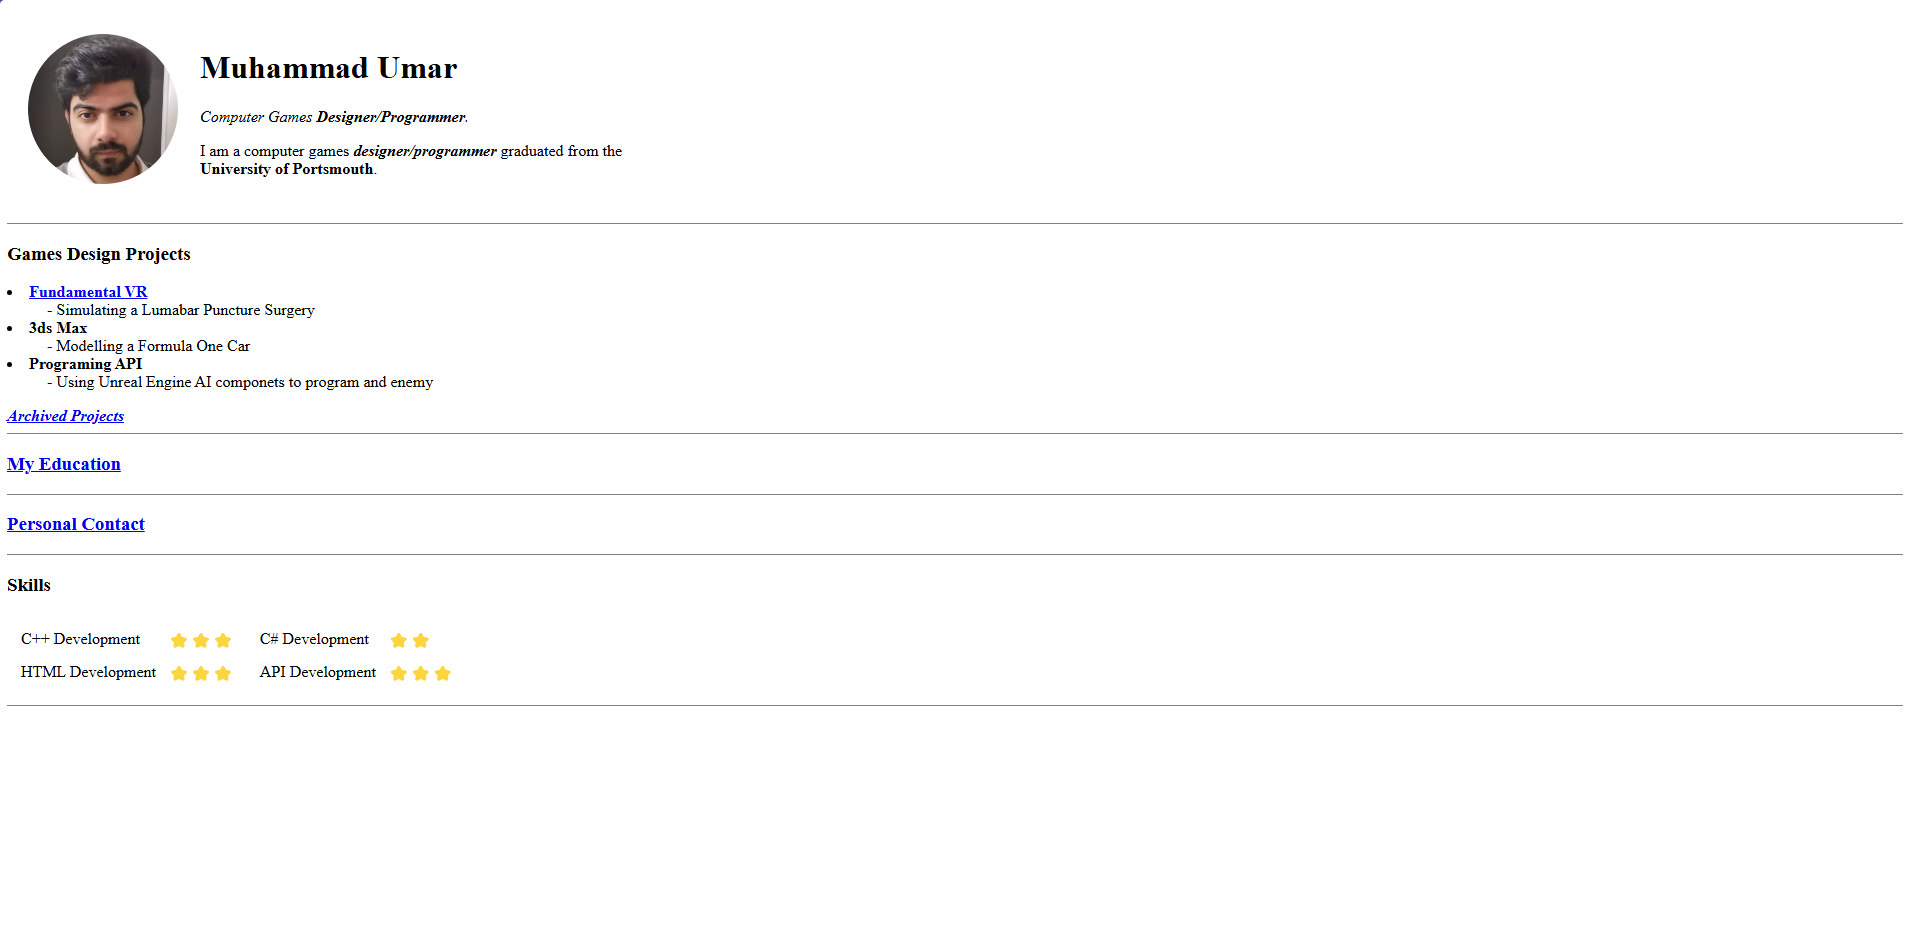 Muhammad Umar
Computer Games Designer/Programmer.
I am a computer games designer/programmer graduated from the
University of Portsmouth.
Games Design Projects
• Fundamental VR
- Simulating a Lumabar Puncture Surgery
• 3ds Max
- Modelling a Formula One Car
• Programing API
- Using Unreal Engine AI componets to program and enemy
Archived Projects
My Education
Personal Contact
Skills
C++ Development C# Development
HTML Development API Development